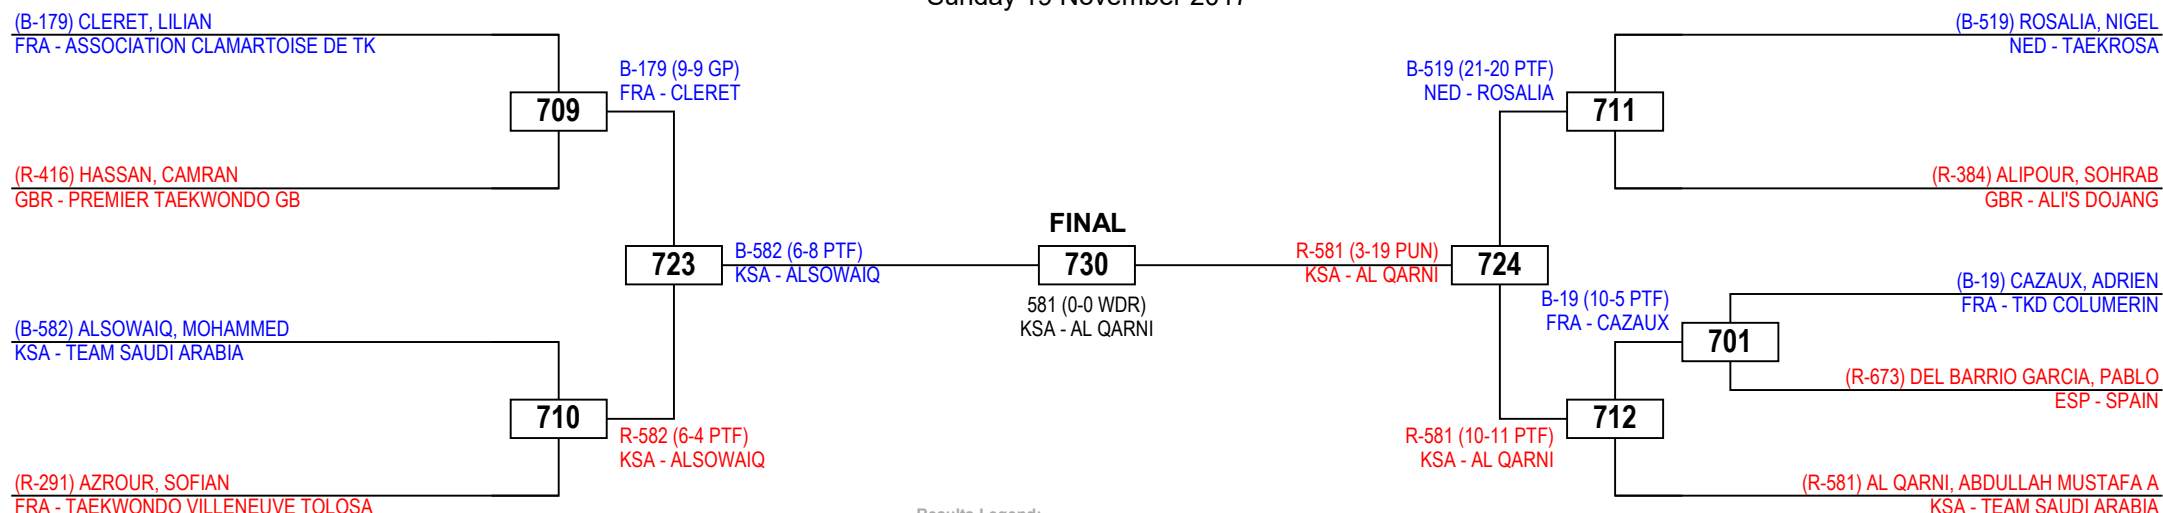 Sunday 19 November 2017
(B-179) CLERET, LILIAN
FRA - ASSOCIATION CLAMARTOISE DE TK
B-179 (9-9 GP)
FRA - CLERET
709
(R-416) HASSAN, CAMRAN
GBR - PREMIER TAEKWONDO GB
723
B-582 (6-8 PTF)
KSA - ALSOWAIQ
(B-582) ALSOWAIQ, MOHAMMED
KSA - TEAM SAUDI ARABIA
710
R-582 (6-4 PTF)
KSA - ALSOWAIQ
(R-291) AZROUR, SOFIAN
FRA - TAEKWONDO VILLENEUVE TOLOSA
FINAL
730
581 (0-0 WDR)
KSA - AL QARNI
(B-519) ROSALIA, NIGEL
NED - TAEKROSA
B-519 (21-20 PTF)
NED - ROSALIA
711
(R-384) ALIPOUR, SOHRAB
GBR - ALI'S DOJANG
R-581 (3-19 PUN)
KSA - AL QARNI
724
(B-19) CAZAUX, ADRIEN
FRA - TKD COLUMERIN
B-19 (10-5 PTF)
FRA - CAZAUX
701
(R-673) DEL BARRIO GARCIA, PABLO
ESP - SPAIN
712
R-581 (10-11 PTF)
KSA - AL QARNI
(R-581) AL QARNI, ABDULLAH MUSTAFA A
KSA - TEAM SAUDI ARABIA
Results Legend: